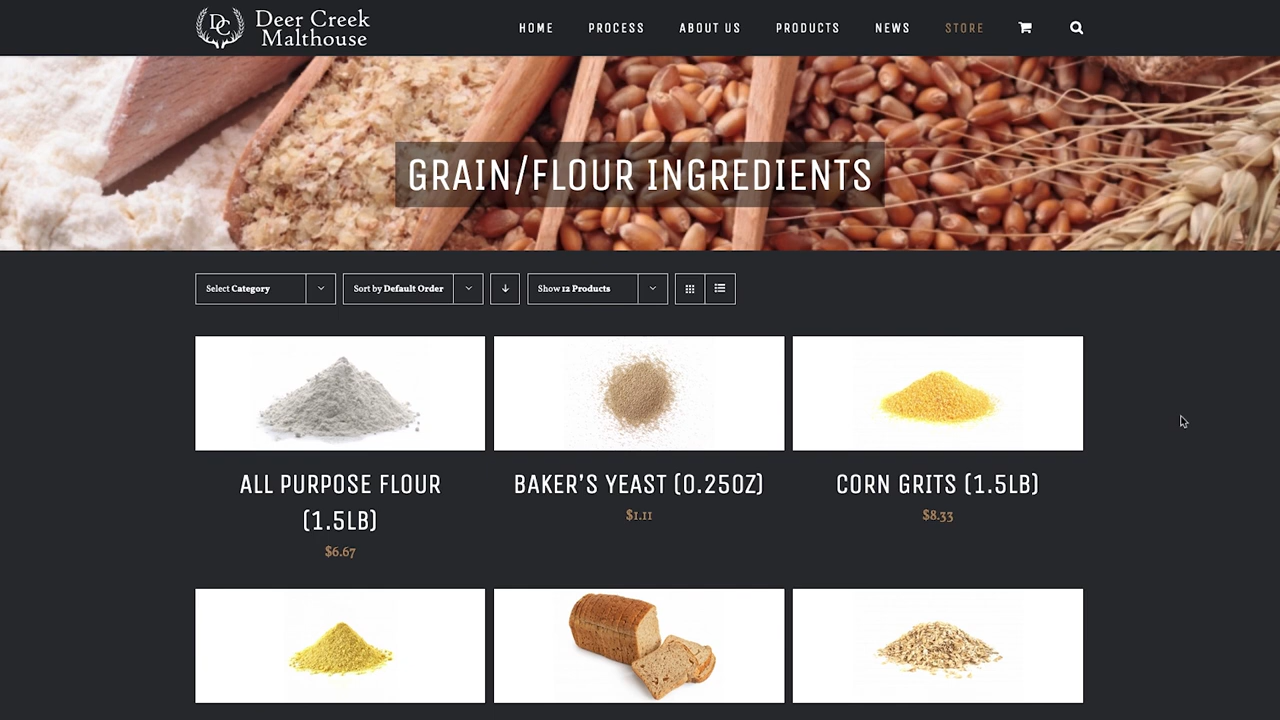 DC
Deer Creek
Malthouse
HOME PROCESS ABOUT US PRODUCTS NEWS STORE
GRAIN/FLOUR INGREDIENTS
Select Category Sort by Default Order Show 12 Products
ALL PURPOSE FLOUR
(1.5LB)
$6.67
BAKER'S YEAST (0.25OZ)
$1.11
CORN GRITS (1.5LB)
$8.33